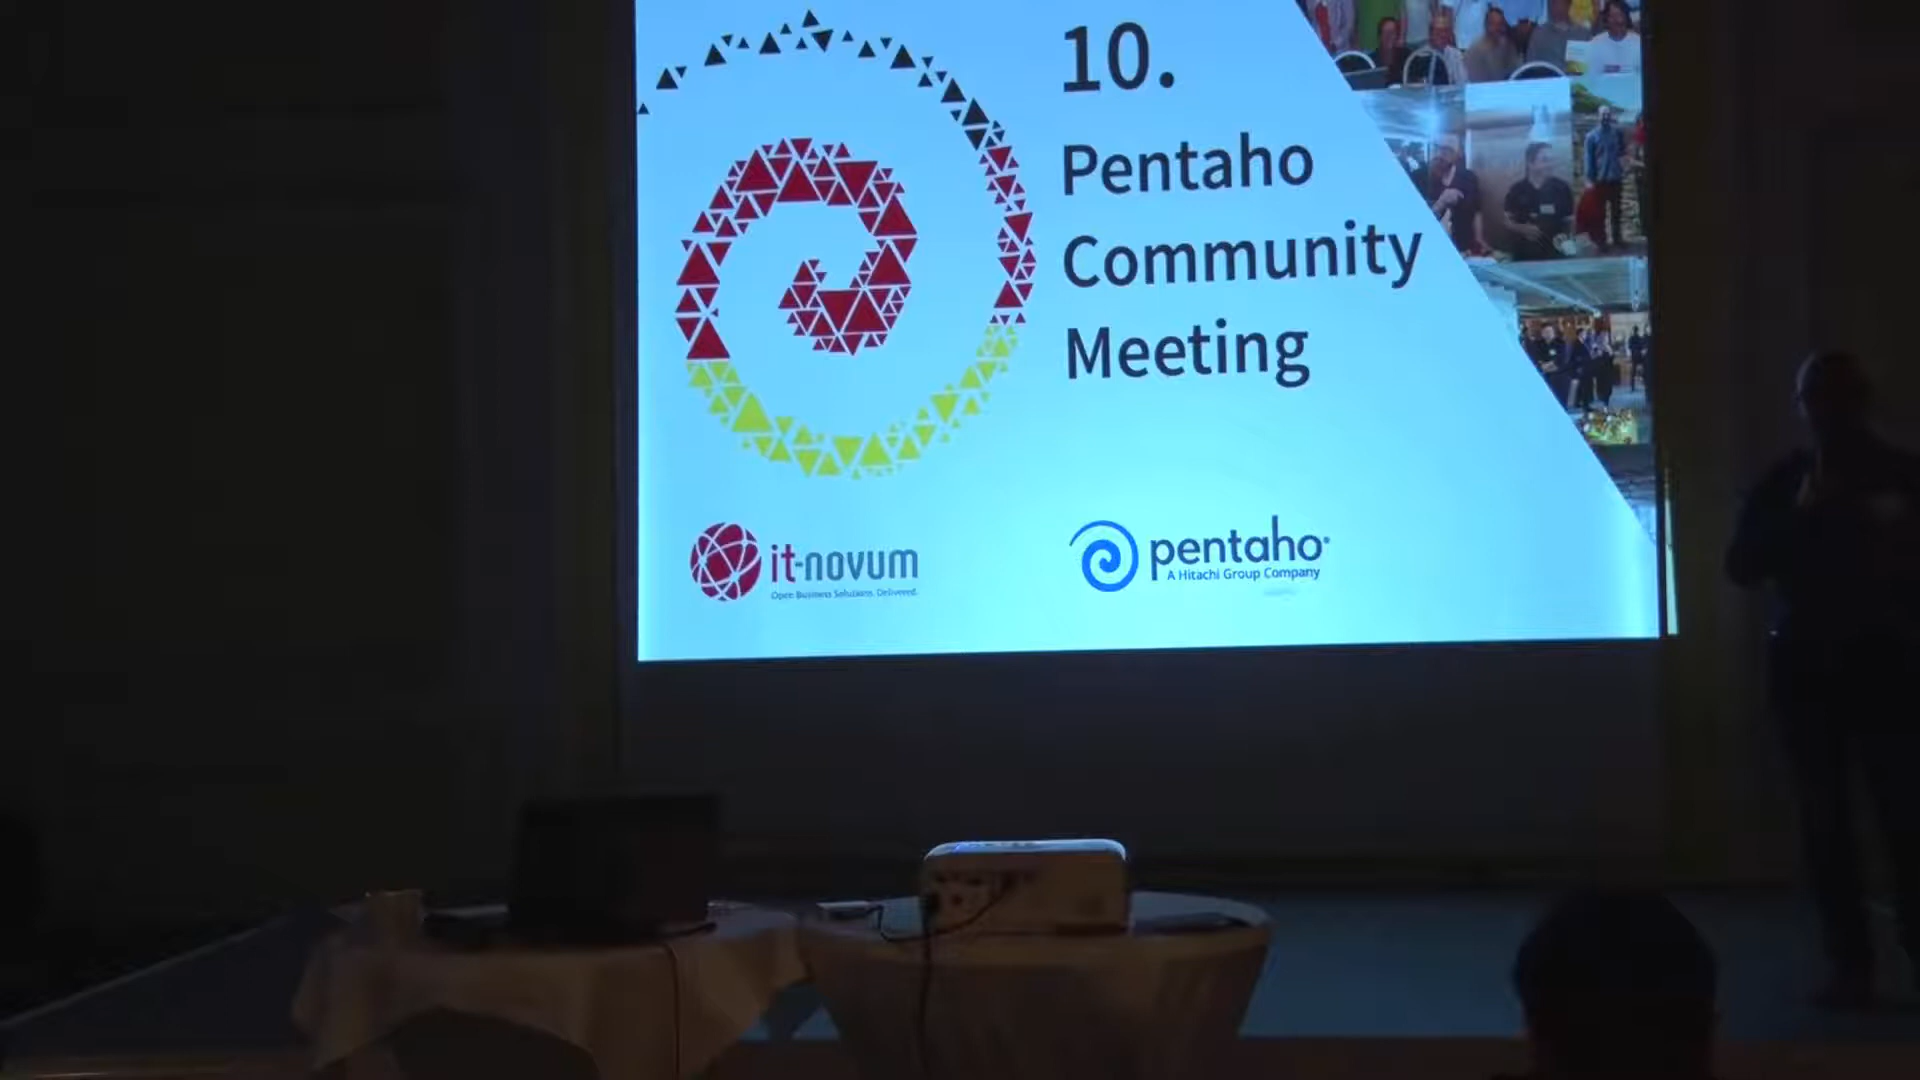 10.
Pentaho
Community
Meeting
it-novum
Open Business Solutions. Delivered.
pentaho
A Hitachi Group Company